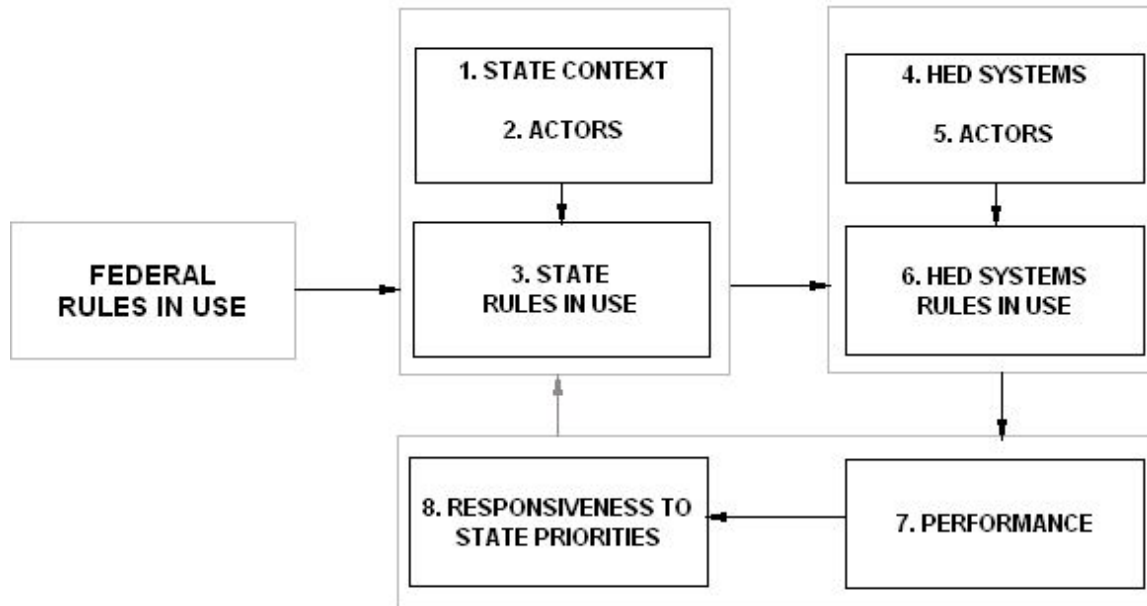 FEDERAL
RULES IN USE
1. STATE CONTEXT
2. ACTORS
3. STATE
RULES IN USE
4. HED SYSTEMS
5. ACTORS
6. HED SYSTEMS
RULES IN USE
7. PERFORMANCE
8. RESPONSIVENESS TO
STATE PRIORITIES